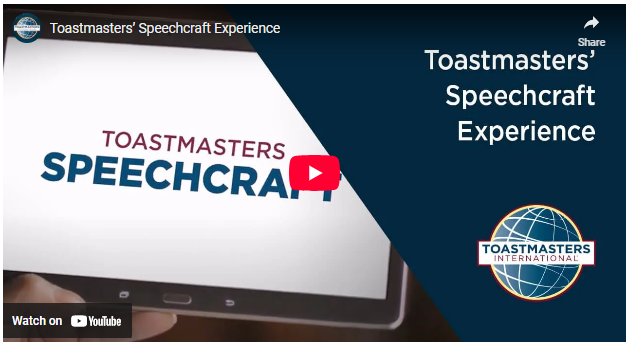 Toastmasters’ Speechcraft Experience
Share
Toastmasters’
Speechcraft
Experience
TOASTMASTERS
SPEECHCRAFT
TOASTMASTERS
INTERNATIONAL
Watch on YouTube